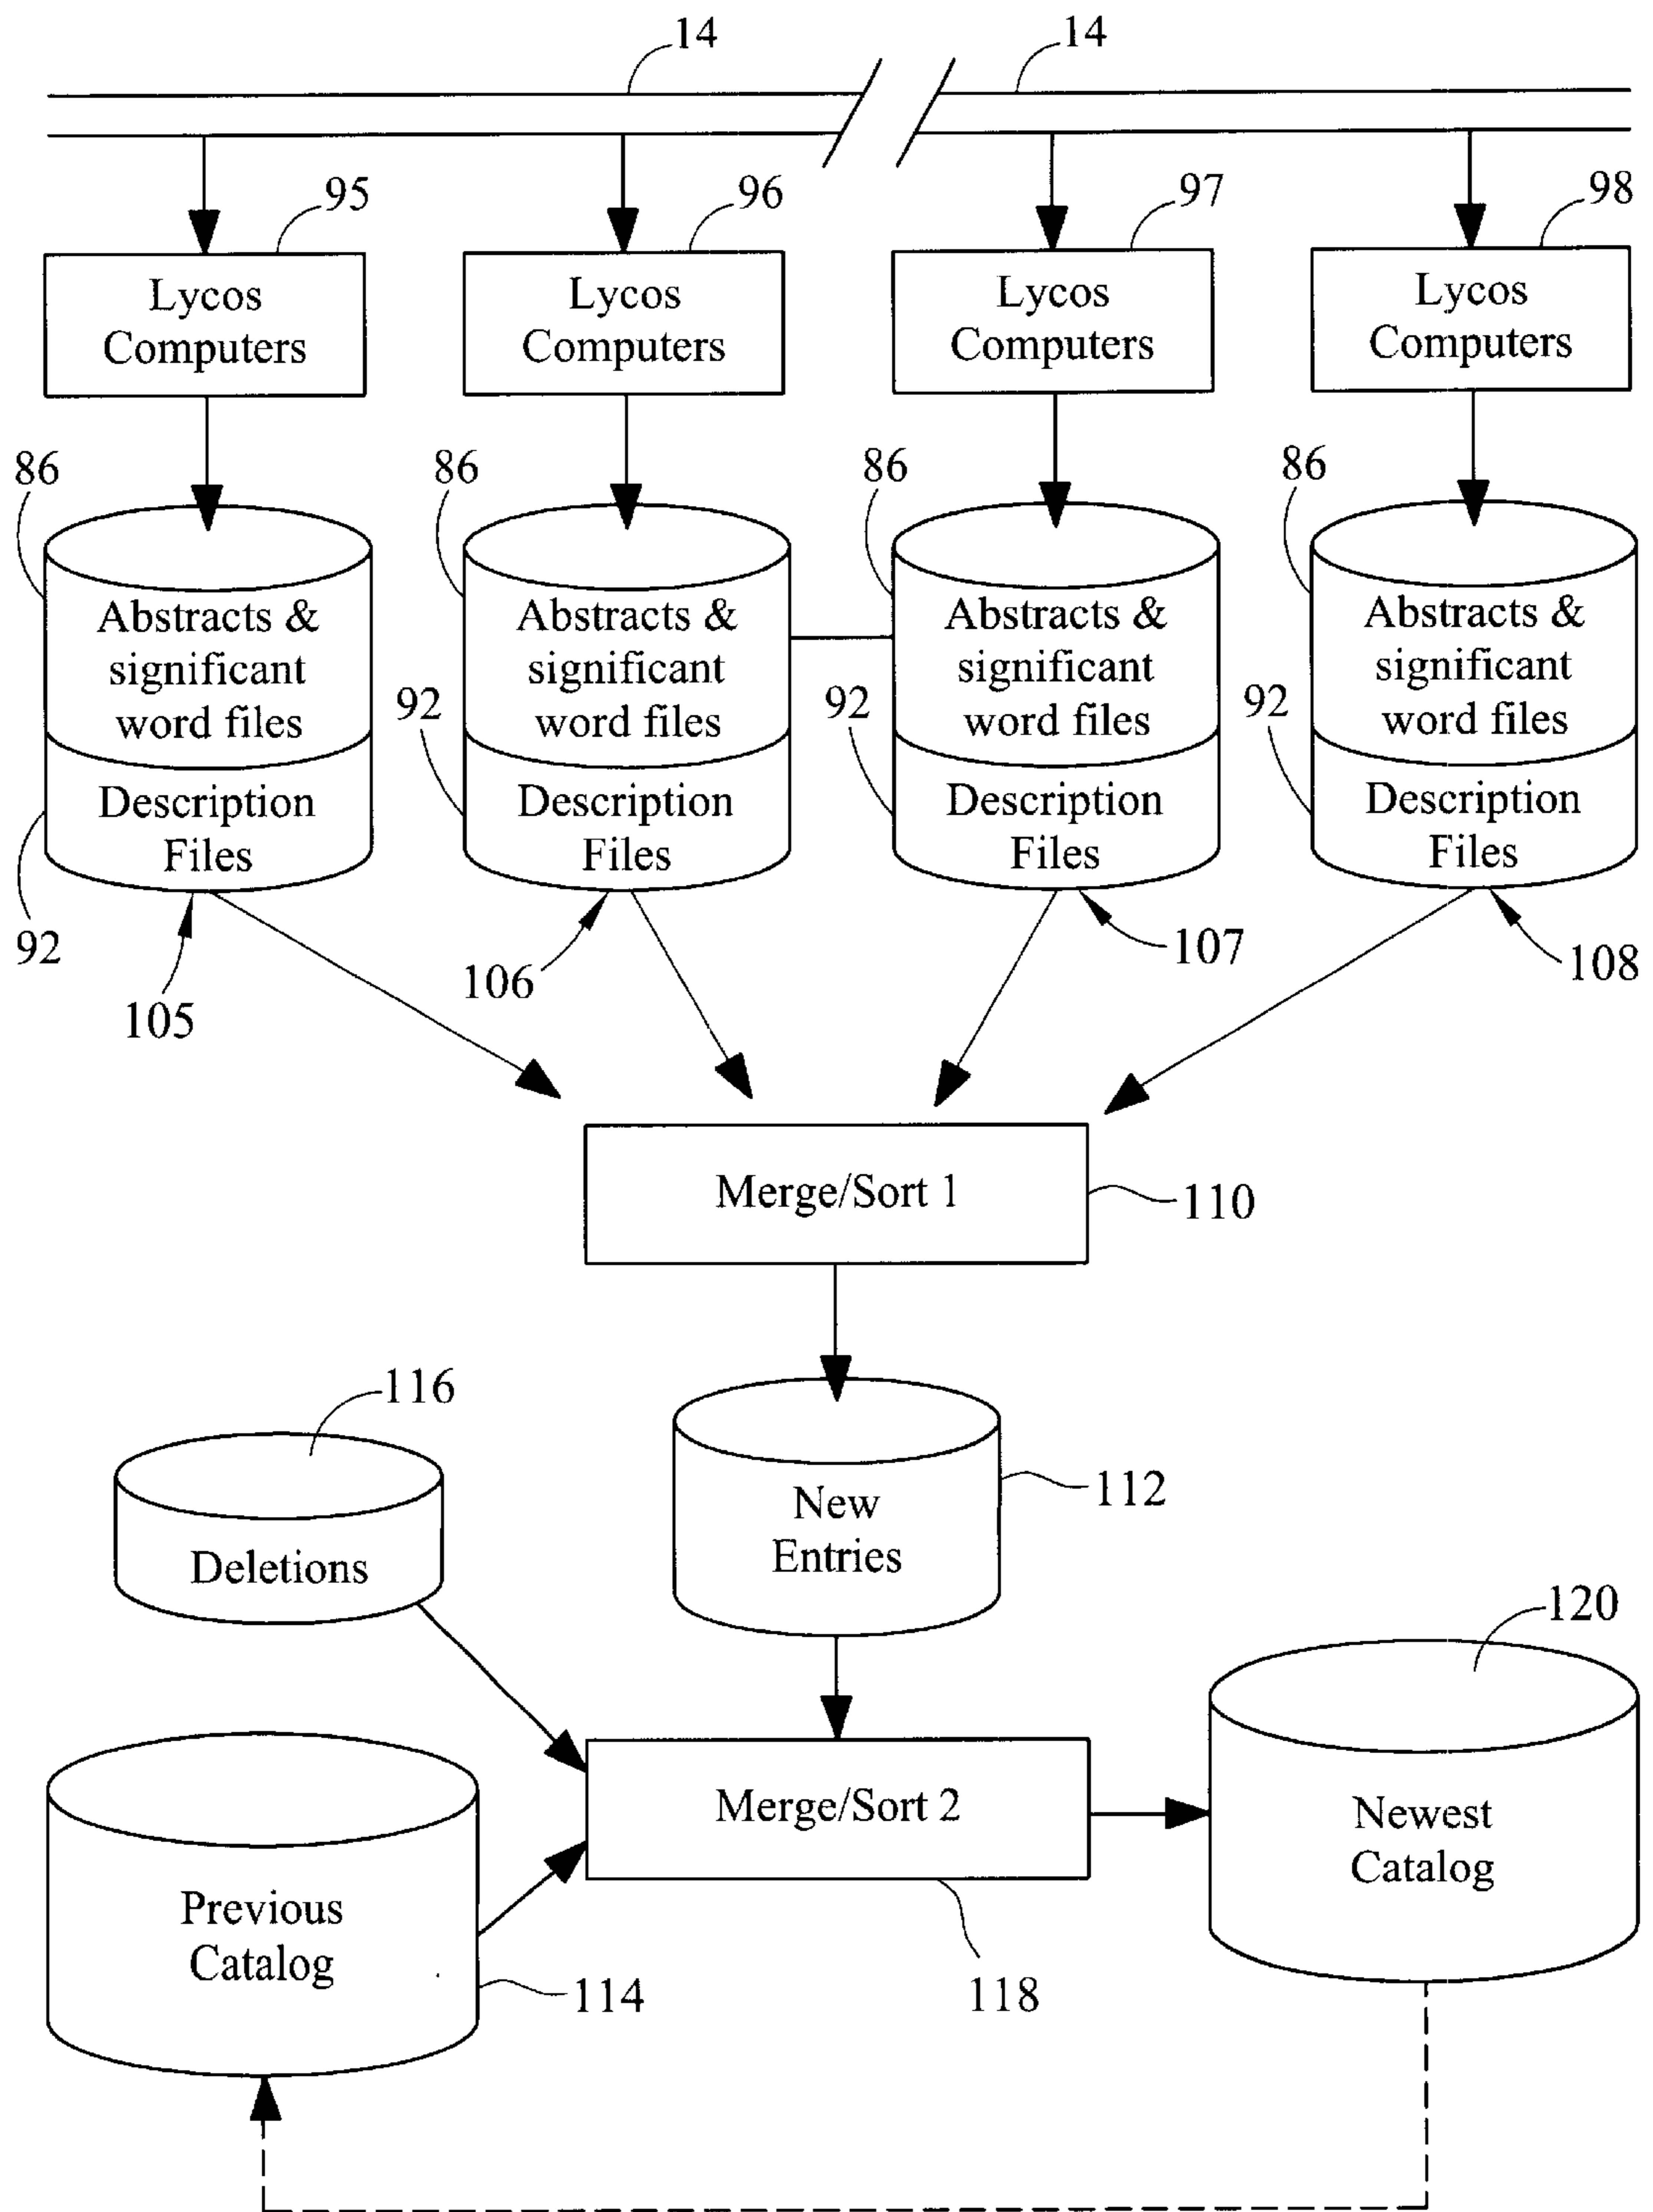 14
14
95
96
97
98
Lycos
Computers
Lycos
Computers
Lycos
Computers
Lycos
Computers
86
86
86
86
Abstracts &
significant
word files
Abstracts &
significant
word files
Abstracts &
significant
word files
Abstracts &
significant
word files
92
92
92
Description
Files
Description
Files
Description
Files
Description
Files
92
105
106
107
108
Merge/Sort 1
110
116
Deletions
New
Entries
112
120
Merge/Sort 2
Newest
Catalog
Previous
Catalog
114
118